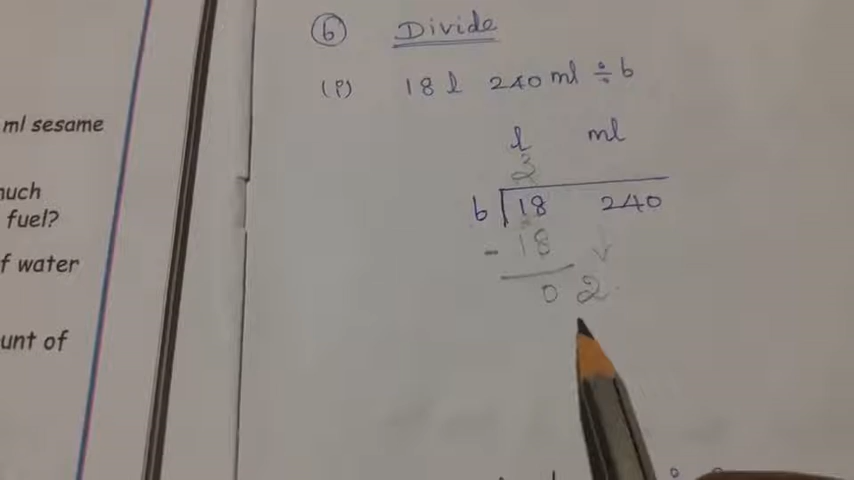 ml sesame
much
fuel?
f water
unt of
6 Divide
(P) 18 l 240 ml ÷ 6
l ml
3
6 18 240
- 18
0 2